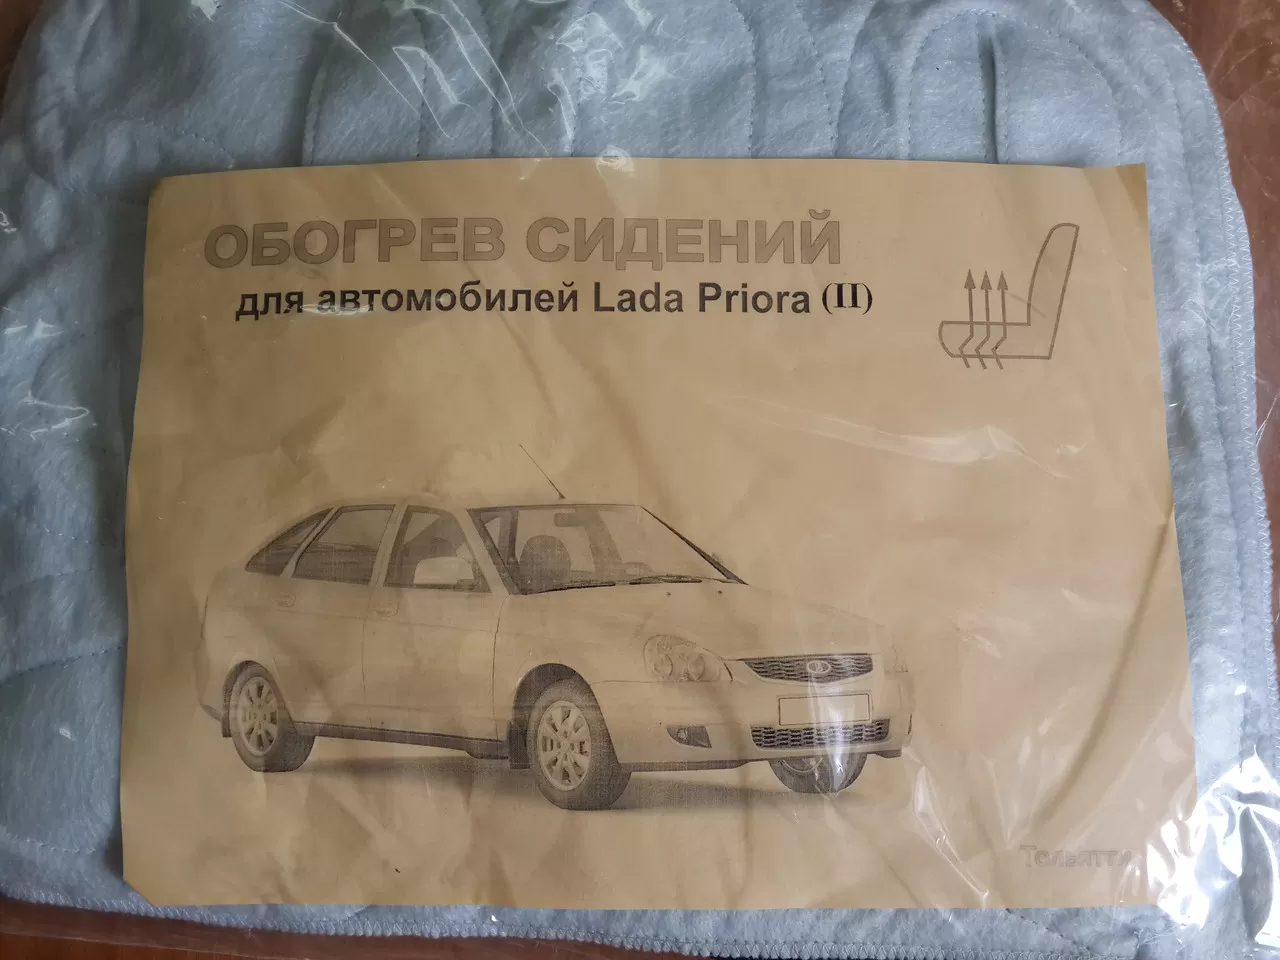 ОБОГРЕВ СИДЕНИЙ
для автомобилей Lada Priora (II)
Тольятти